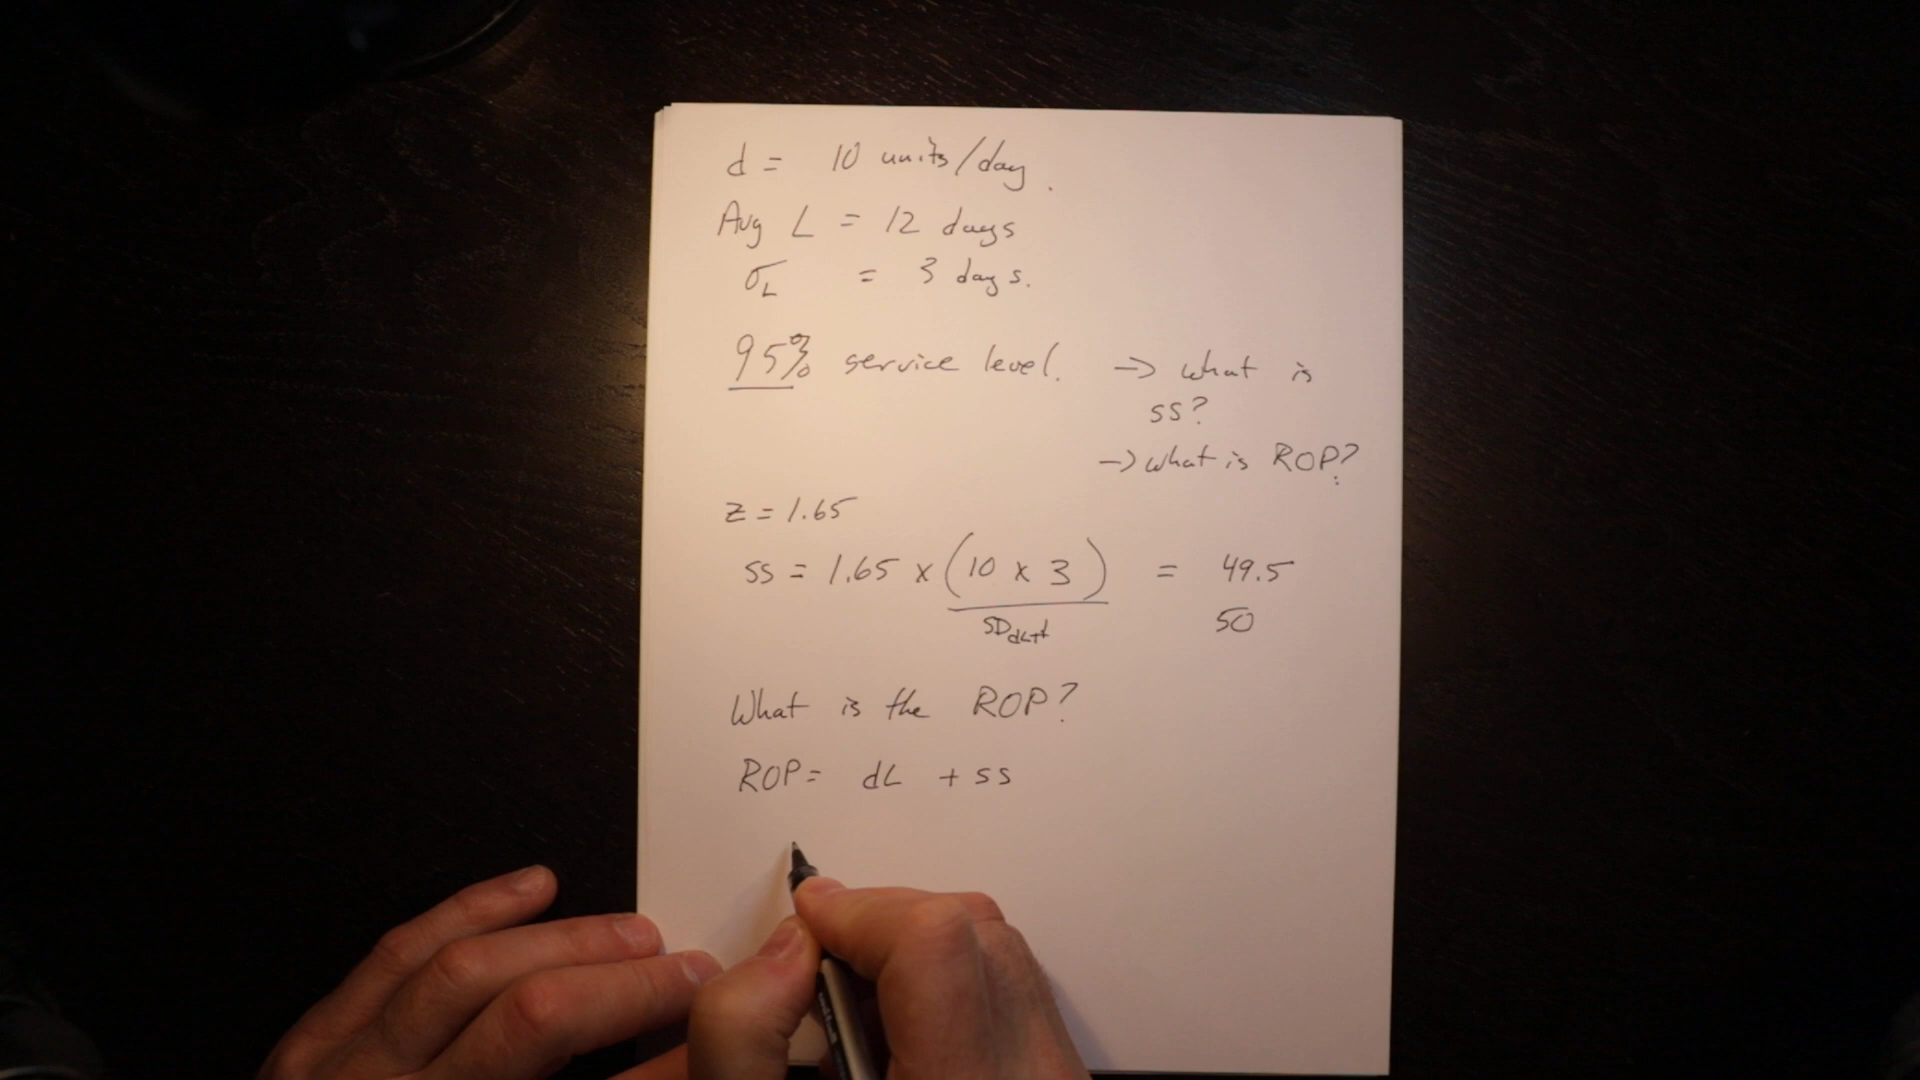 d = 10 units/day.
Avg L = 12 days
σL = 3 days.
95% service level. → what is
ss?
→ what is ROP?
z = 1.65
ss = 1.65 x (10 x 3) = 49.5
50
What is the ROP?
ROP = dL + ss